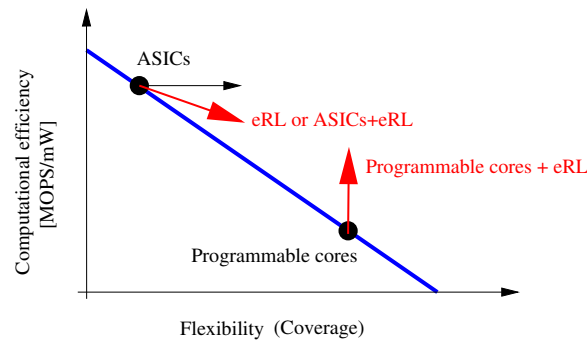 ASICs
eRL or ASICs+eRL
Programmable cores + eRL
Programmable cores
Computational efficiency
[MOPS/mW]
Flexibility (Coverage)